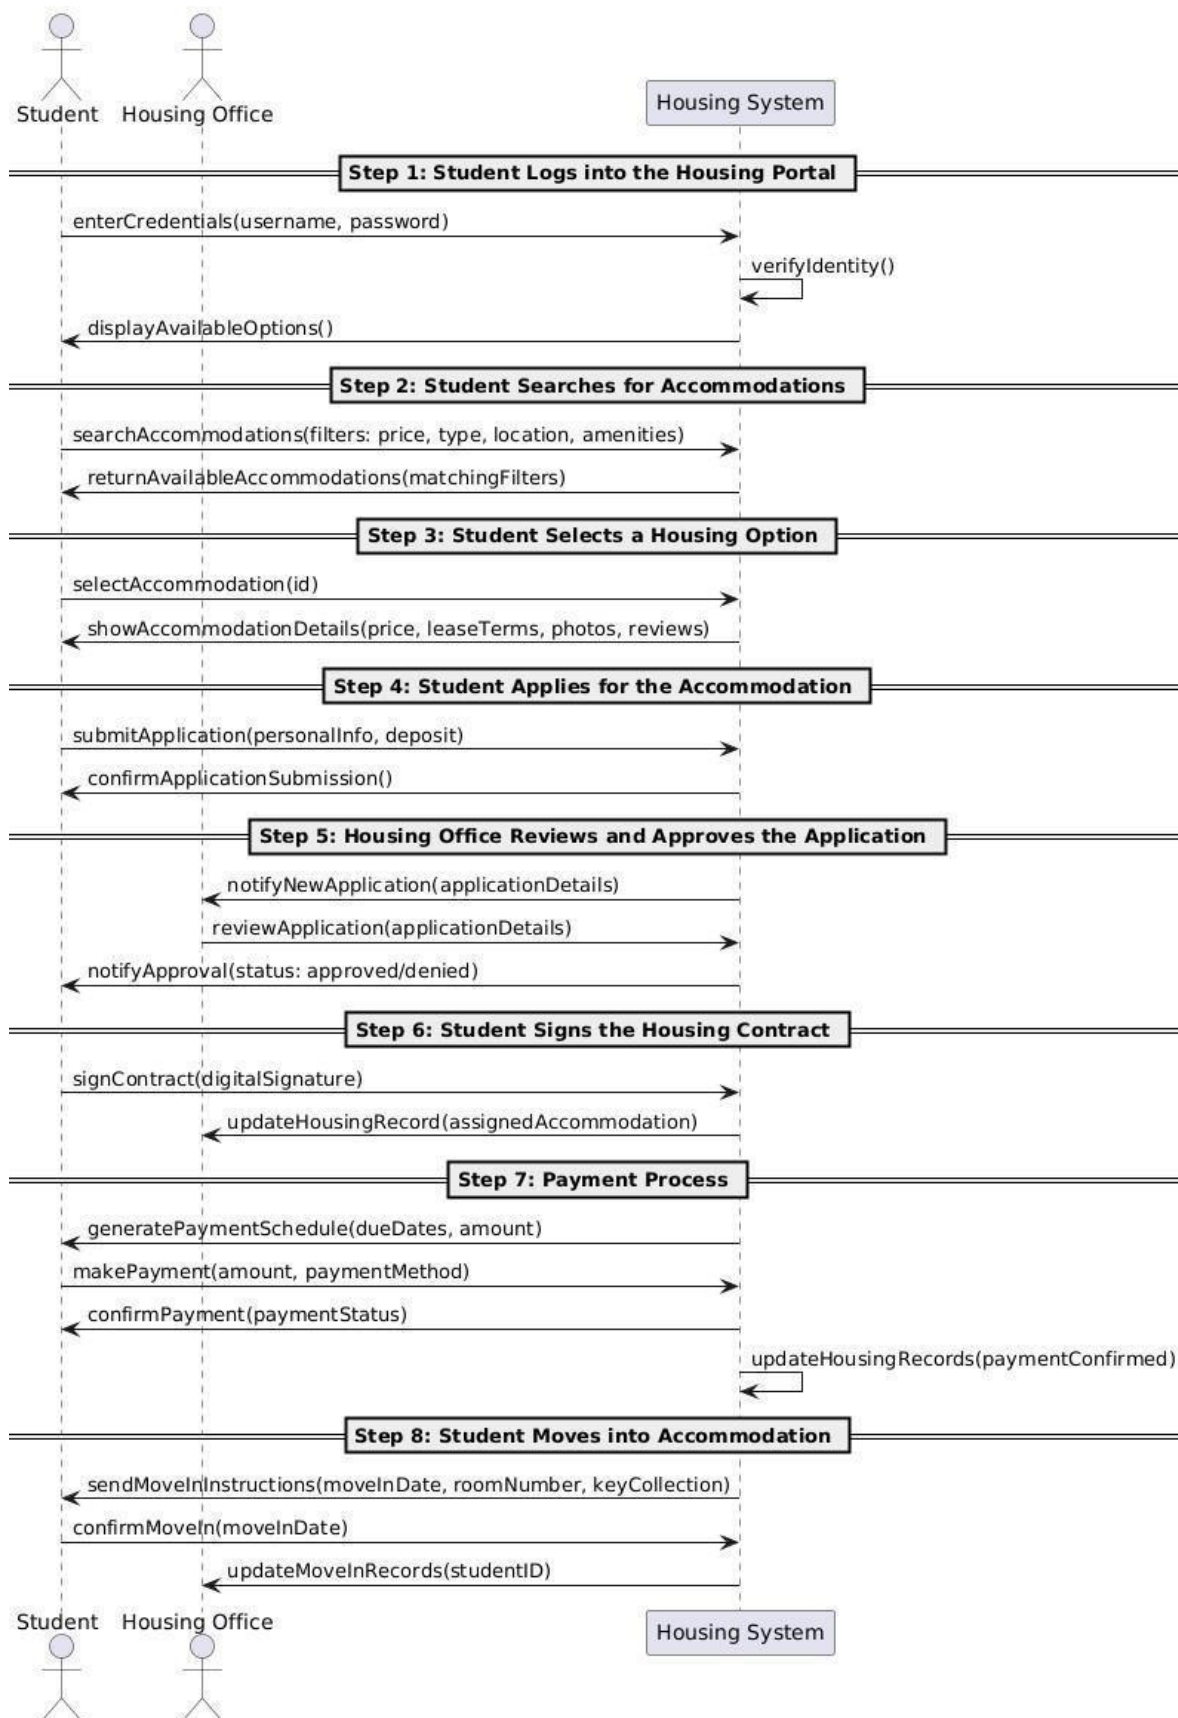 Student
Housing Office
Housing System
Step 1: Student Logs into the Housing Portal
enterCredentials(username, password)
verifyIdentity()
displayAvailableOptions()
Step 2: Student Searches for Accommodations
searchAccommodations(filters: price, type, location, amenities)
returnAvailableAccommodations(matchingFilters)
Step 3: Student Selects a Housing Option
selectAccommodation(id)
showAccommodationDetails(price, leaseTerms, photos, reviews)
Step 4: Student Applies for the Accommodation
submitApplication(personalInfo, deposit)
confirmApplicationSubmission()
Step 5: Housing Office Reviews and Approves the Application
notifyNewApplication(applicationDetails)
reviewApplication(applicationDetails)
notifyApproval(status: approved/denied)
Step 6: Student Signs the Housing Contract
signContract(digitalSignature)
updateHousingRecord(assignedAccommodation)
Step 7: Payment Process
generatePaymentSchedule(dueDates, amount)
makePayment(amount, paymentMethod)
confirmPayment(paymentStatus)
updateHousingRecords(paymentConfirmed)
Step 8: Student Moves into Accommodation
sendMoveInInstructions(moveInDate, roomNumber, keyCollection)
confirmMoveIn(moveInDate)
updateMoveInRecords(studentID)
Student
Housing Office
Housing System